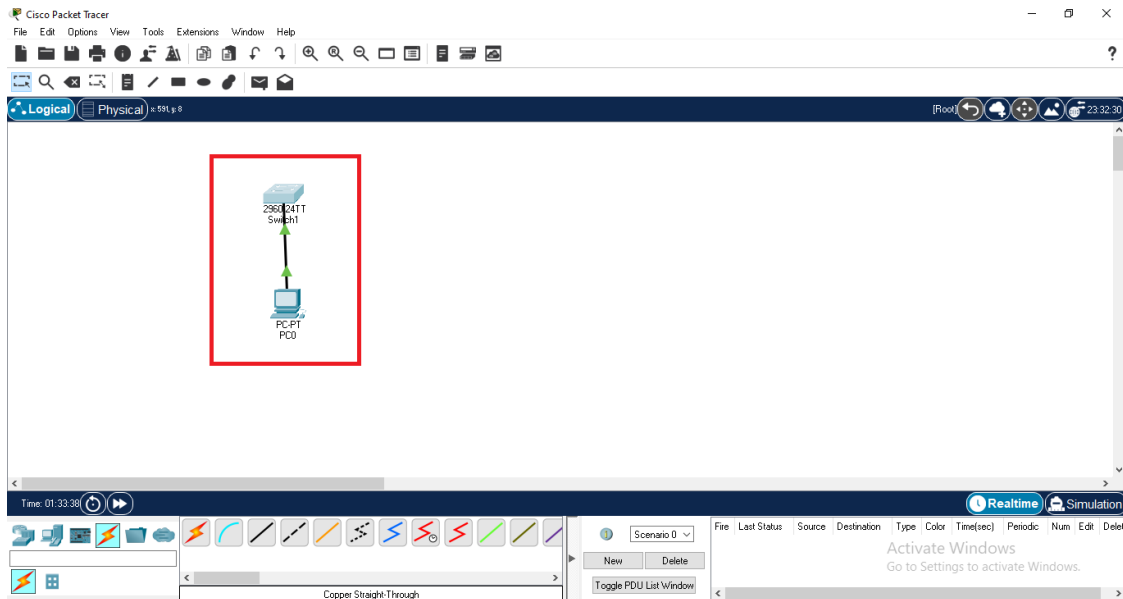 Cisco Packet Tracer
File Edit Options View Tools Extensions Window Help
?
Logical Physical x: 591, y: 8 [Root] 23:32:30
2960-24TT
Switch1
PC-PT
PC0
Time: 01:33:38 Realtime Simulation
Scenario 0
New Delete
Toggle PDU List Window
Fire Last Status Source Destination Type Color Time(sec) Periodic Num Edit Delet
Activate Windows
Go to Settings to activate Windows.
Copper Straight-Through